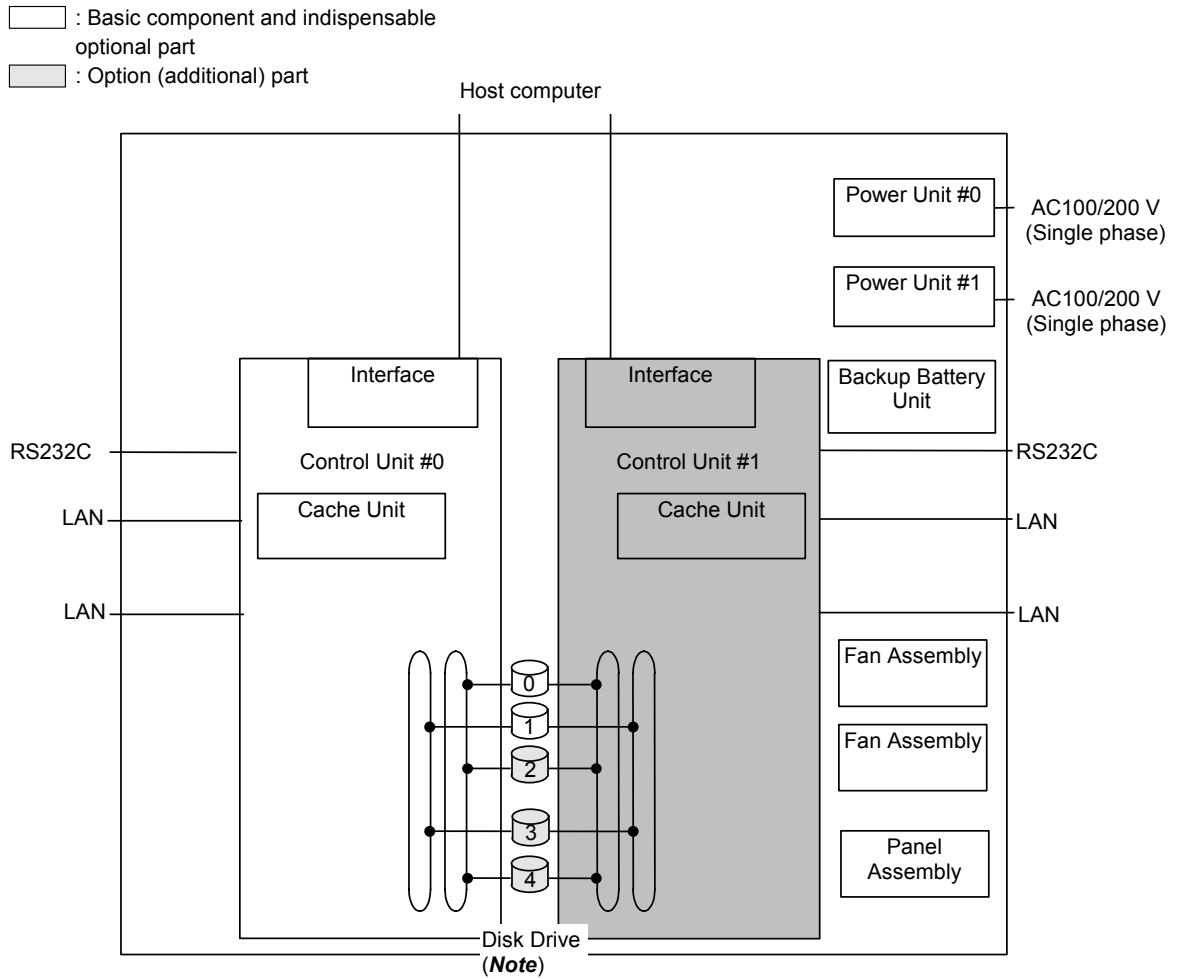 : Basic component and indispensable
optional part
: Option (additional) part
Host computer
Power Unit #0
AC100/200 V
(Single phase)
Power Unit #1
AC100/200 V
(Single phase)
Interface
Interface
Backup Battery
Unit
RS232C
Control Unit #0
Control Unit #1
RS232C
Cache Unit
Cache Unit
LAN
LAN
LAN
LAN
Fan Assembly
0
1
Fan Assembly
2
3
4
Panel
Assembly
Disk Drive
(Note)